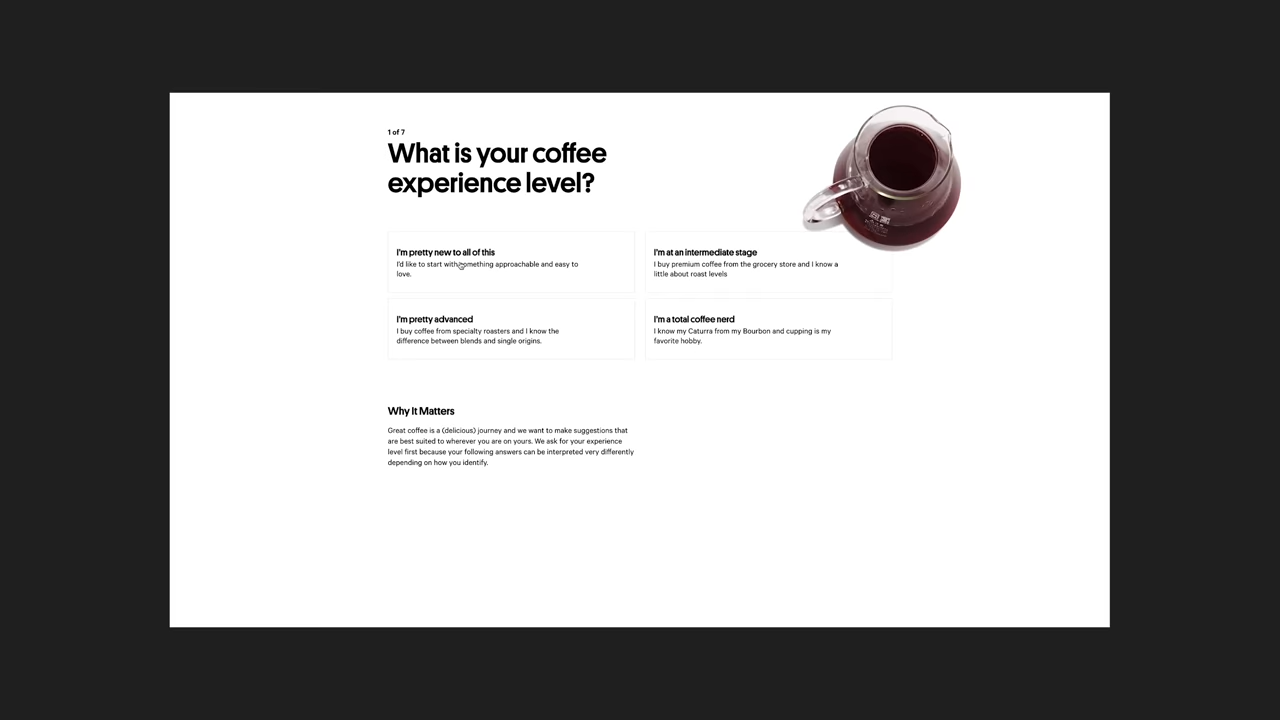 1 of 7
What is your coffee
experience level?
I'm pretty new to all of this
I'd like to start with something approachable and easy to
love.
I'm at an intermediate stage
I buy premium coffee from the grocery store and I know a
little about roast levels
I'm pretty advanced
I buy coffee from specialty roasters and I know the
difference between blends and single origins.
I'm a total coffee nerd
I know my Caturra from my Bourbon and cupping is my
favorite hobby.
Why It Matters
Great coffee is a (delicious) journey and we want to make suggestions that
are best suited to wherever you are on yours. We ask for your experience
level first because your following answers can be interpreted very differently
depending on how you identify.